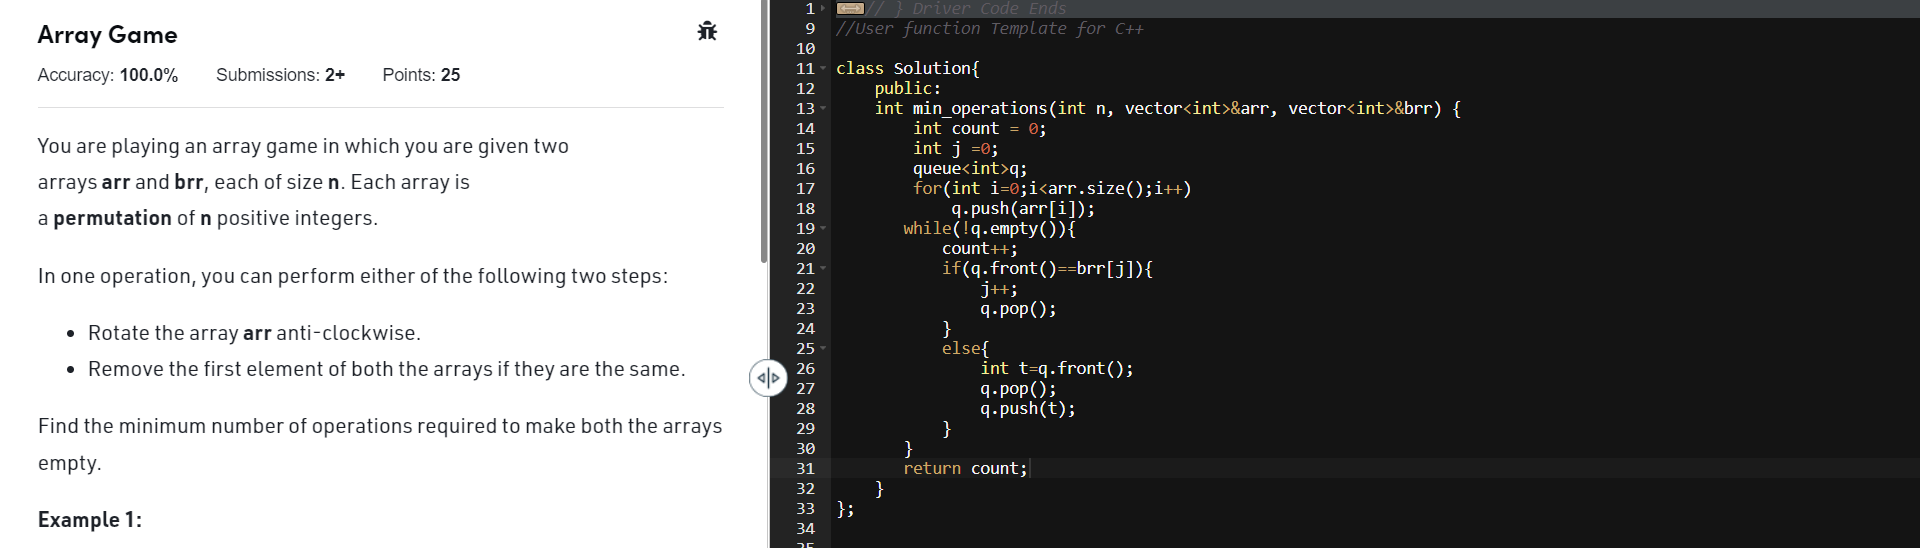 Array Game
Accuracy: 100.0% Submissions: 2+ Points: 25
You are playing an array game in which you are given two
arrays arr and brr, each of size n. Each array is
a permutation of n positive integers.
In one operation, you can perform either of the following two steps:
• Rotate the array arr anti-clockwise.
• Remove the first element of both the arrays if they are the same.
Find the minimum number of operations required to make both the arrays
empty.
Example 1:
1 // } Driver Code Ends
9 //User function Template for C++
10
11 class Solution{
12 public:
13 int min_operations(int n, vector<int>&arr, vector<int>&brr) {
14 int count = 0;
15 int j =0;
16 queue<int>q;
17 for(int i=0;i<arr.size();i++)
18 q.push(arr[i]);
19 while(!q.empty()){
20 count++;
21 if(q.front()==brr[j]){
22 j++;
23 q.pop();
24 }
25 else{
26 int t=q.front();
27 q.pop();
28 q.push(t);
29 }
30 }
31 return count;
32 }
33 };
34
35